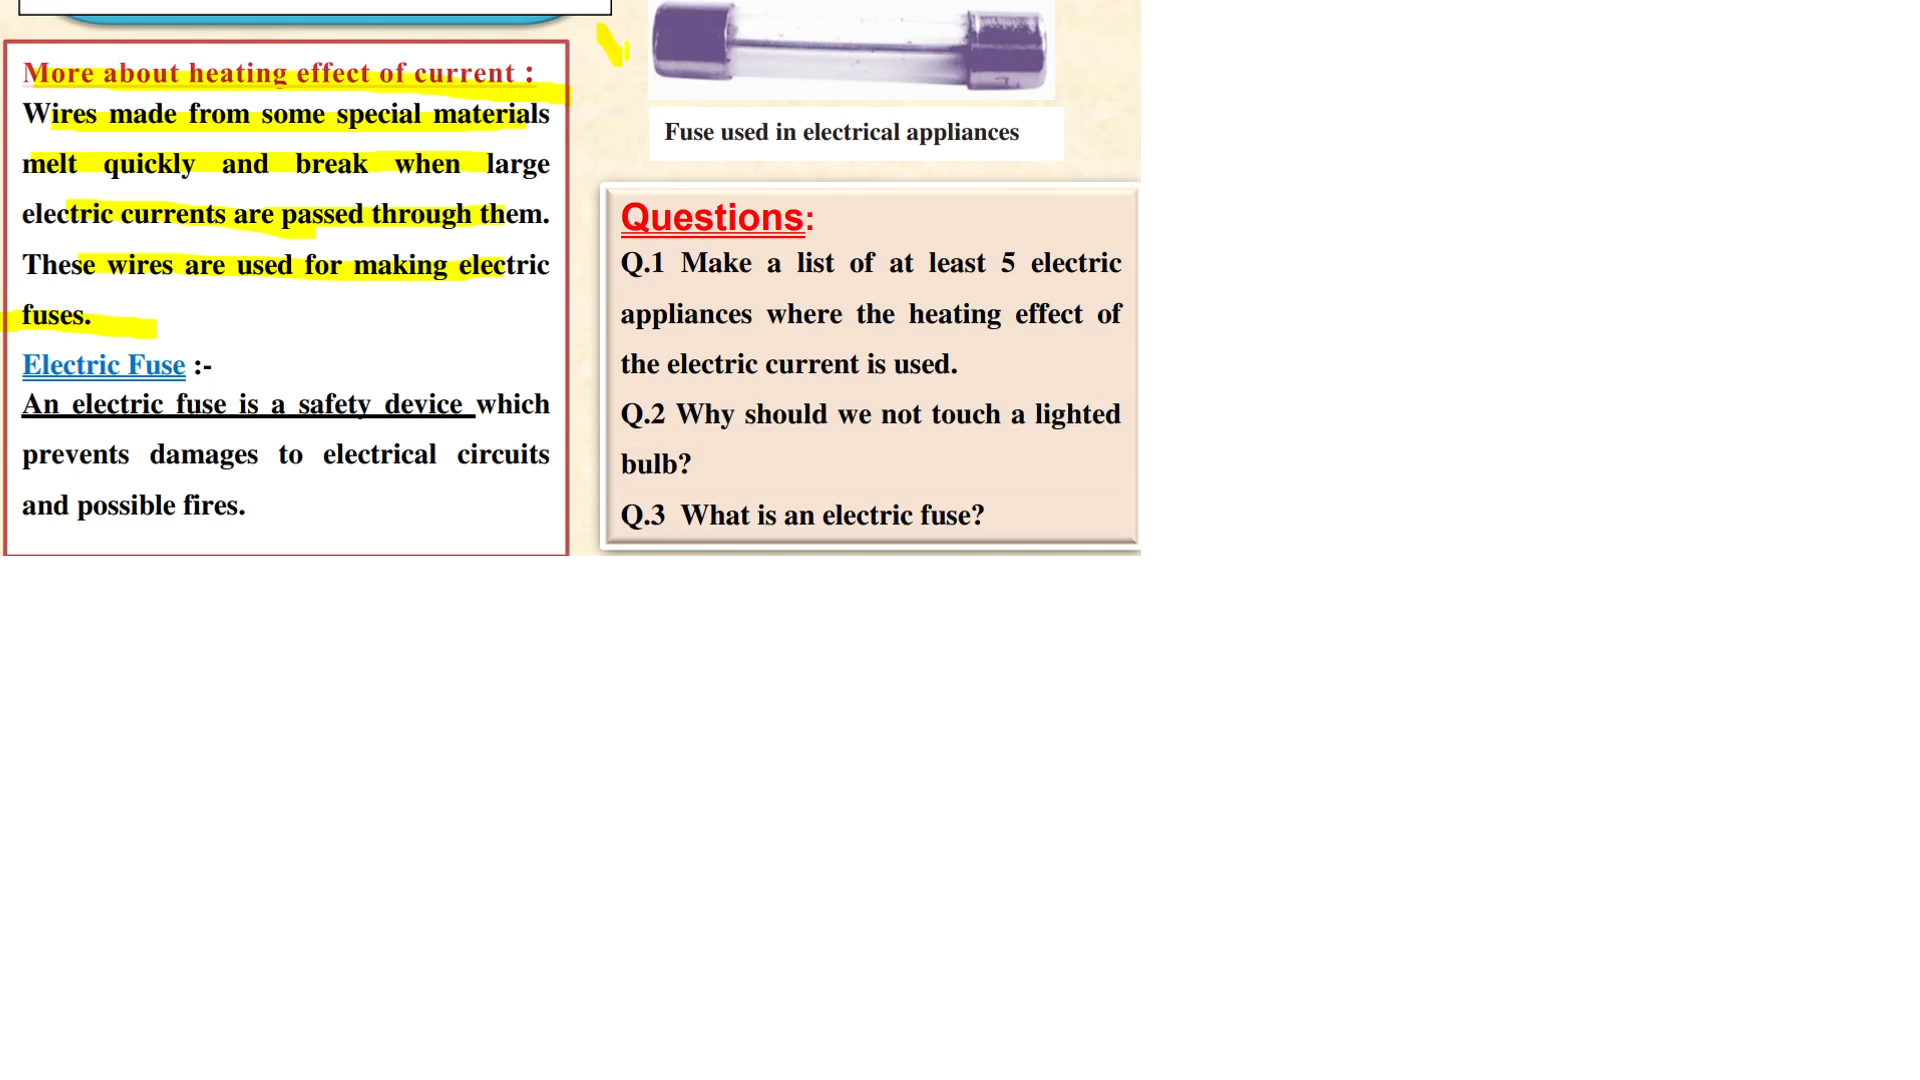 More about heating effect of current :
Wires made from some special materials
melt quickly and break when large
electric currents are passed through them.
These wires are used for making electric
fuses.
Electric Fuse :-
An electric fuse is a safety device which
prevents damages to electrical circuits
and possible fires.
Fuse used in electrical appliances
Questions:
Q.1 Make a list of at least 5 electric
appliances where the heating effect of
the electric current is used.
Q.2 Why should we not touch a lighted
bulb?
Q.3 What is an electric fuse?